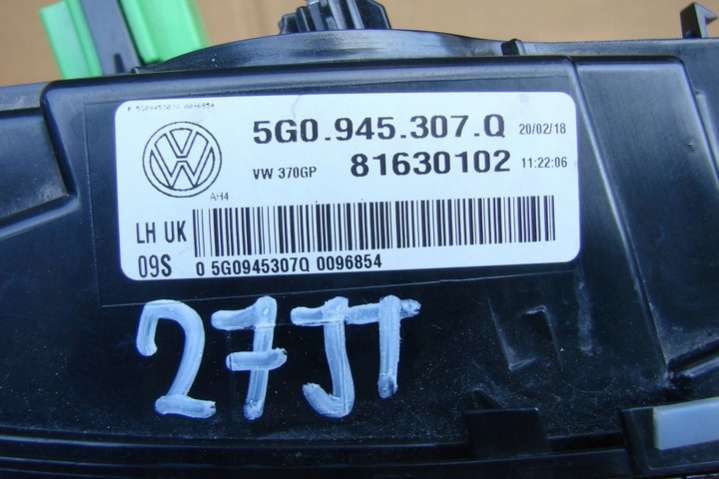 5G0.945.307.Q 20/02/18
VW 370GP 81630102 11:22:06
AH4
LH UK
09S 0 5G0945307Q 0096854
27JT